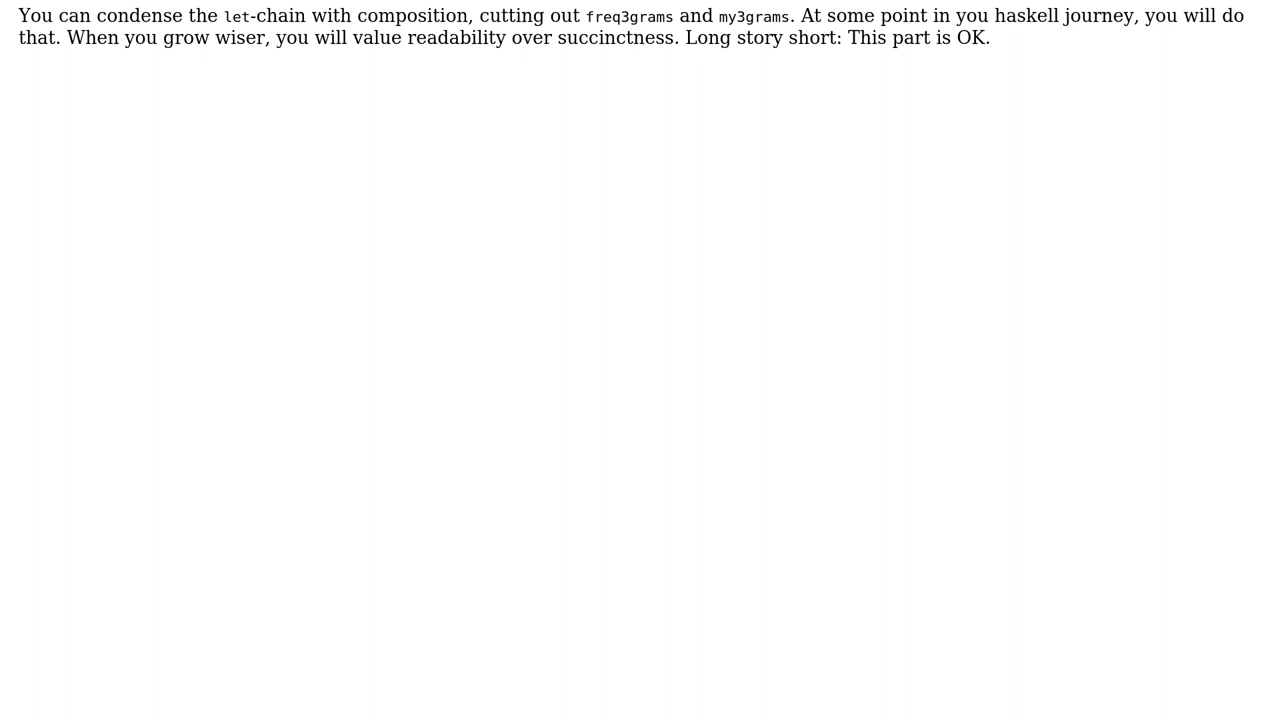 You can condense the let-chain with composition, cutting out freq3grams and my3grams. At some point in you haskell journey, you will do
that. When you grow wiser, you will value readability over succinctness. Long story short: This part is OK.